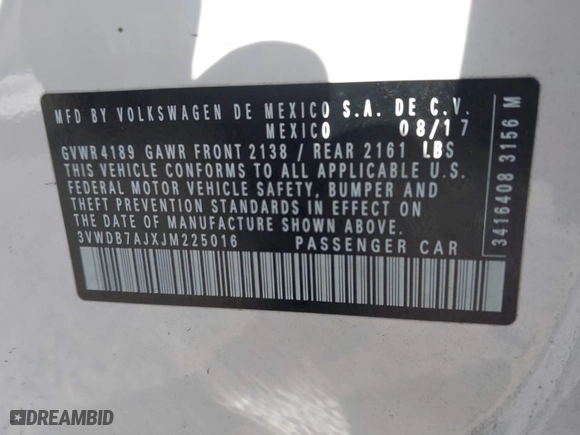 MFD BY VOLKSWAGEN DE MEXICO S.A. DE C.V.
MEXICO 08/17
GVWR 4189 GAWR FRONT 2138 / REAR 2161 LBS
THIS VEHICLE CONFORMS TO ALL APPLICABLE U.S.
FEDERAL MOTOR VEHICLE SAFETY, BUMPER AND
THEFT PREVENTION STANDARDS IN EFFECT ON
THE DATE OF MANUFACTURE SHOWN ABOVE.
3VWDB7AJXJM225016 PASSENGER CAR
3416408 3156 M
DREAMBID